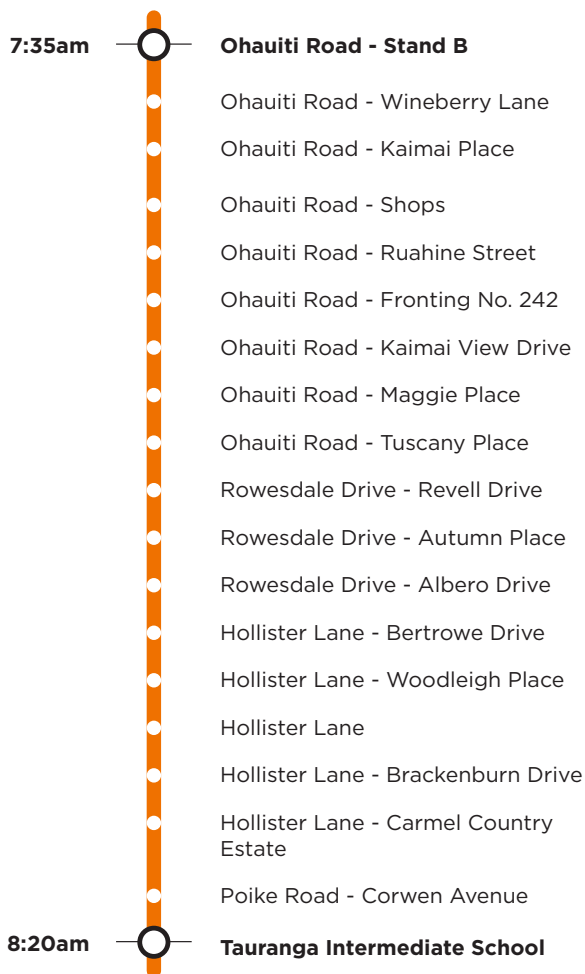 7:35am Ohauiti Road - Stand B
Ohauiti Road - Wineberry Lane
Ohauiti Road - Kaimai Place
Ohauiti Road - Shops
Ohauiti Road - Ruahine Street
Ohauiti Road - Fronting No. 242
Ohauiti Road - Kaimai View Drive
Ohauiti Road - Maggie Place
Ohauiti Road - Tuscany Place
Rowesdale Drive - Revell Drive
Rowesdale Drive - Autumn Place
Rowesdale Drive - Albero Drive
Hollister Lane - Bertrowe Drive
Hollister Lane - Woodleigh Place
Hollister Lane
Hollister Lane - Brackenburn Drive
Hollister Lane - Carmel Country
Estate
Poike Road - Corwen Avenue
8:20am Tauranga Intermediate School